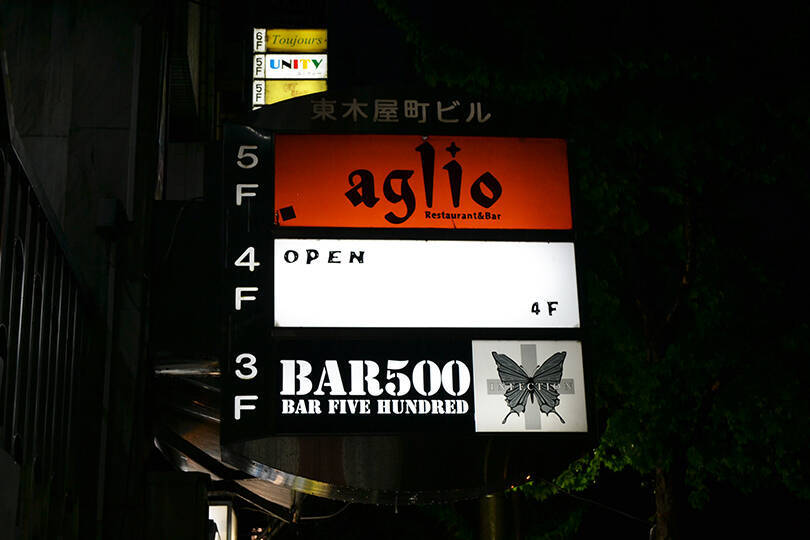 6F Toujours
5F UNITY
5F
東木屋町ビル
5F
aglio
Restaurant&Bar
4F
OPEN
4F
3F
BAR500
BAR FIVE HUNDRED
INFECTION